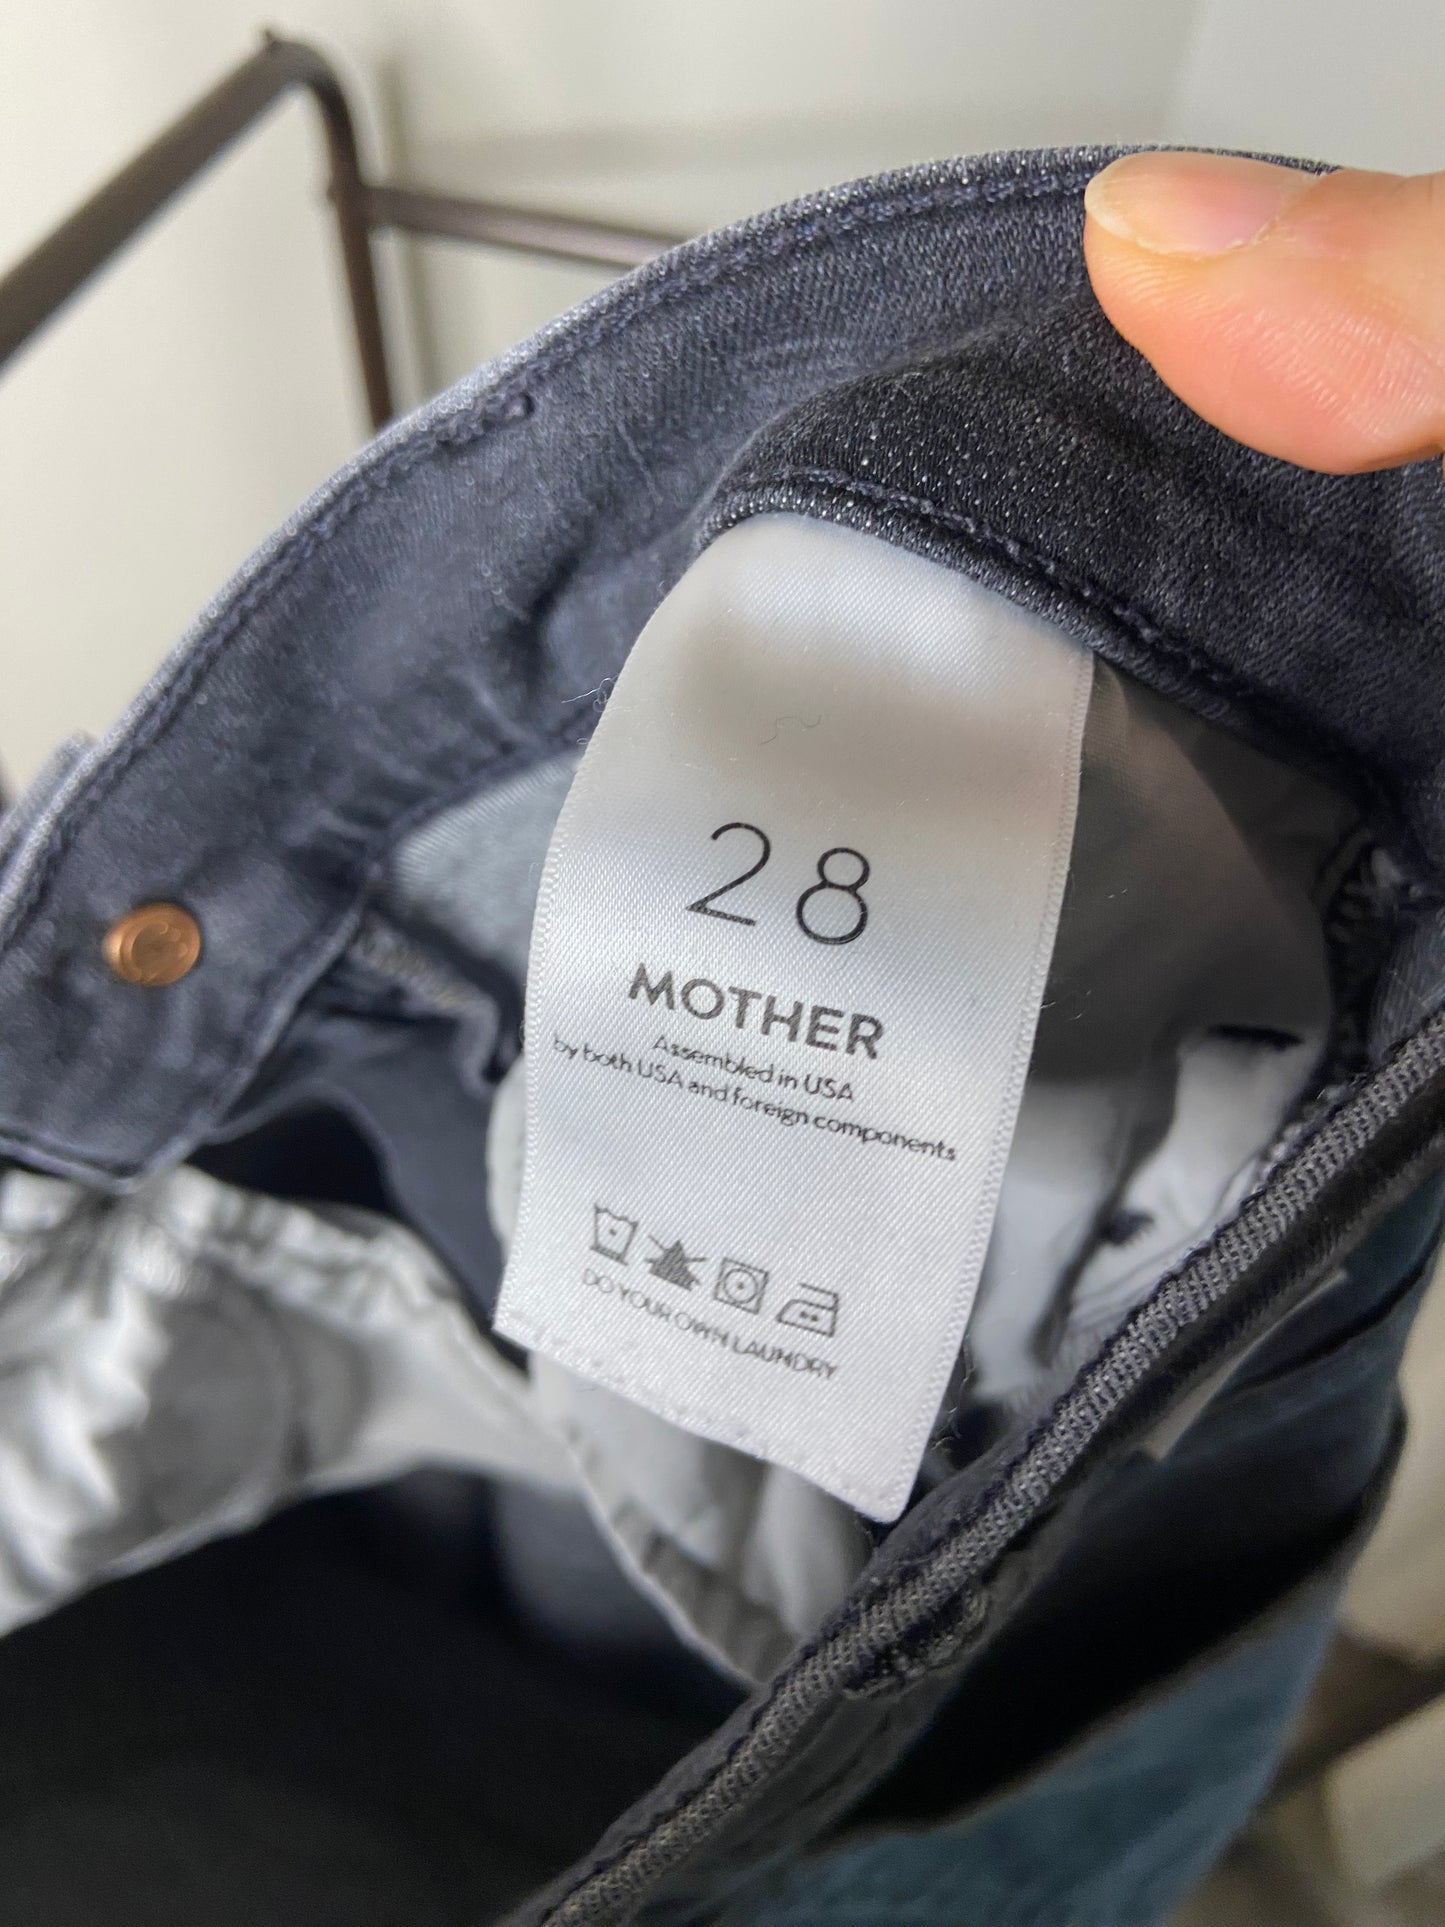 28
MOTHER
Assembled in USA
by both USA and foreign components
DO YOUR OWN LAUNDRY